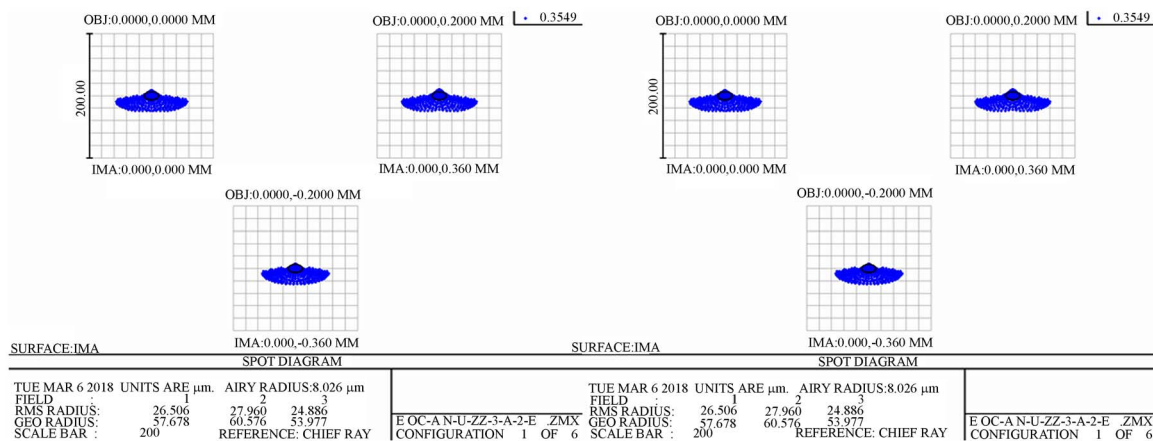 OBJ:0.0000,0.0000 MM
OBJ:0.0000,0.2000 MM
0.3549
200.00
IMA:0.000,0.000 MM
IMA:0.000,0.360 MM
OBJ:0.0000,-0.2000 MM
IMA:0.000,-0.360 MM
SURFACE:IMA
SPOT DIAGRAM
TUE MAR 6 2018 UNITS ARE μm. AIRY RADIUS:8.026 μm
FIELD : 1 2 3
RMS RADIUS: 26.506 27.960 24.886
GEO RADIUS: 57.678 60.576 53.977
SCALE BAR : 200 REFERENCE: CHIEF RAY
E OC-A N-U-ZZ-3-A-2-E .ZMX
CONFIGURATION 1 OF 6
OBJ:0.0000,0.0000 MM
OBJ:0.0000,0.2000 MM
0.3549
200.00
IMA:0.000,0.000 MM
IMA:0.000,0.360 MM
OBJ:0.0000,-0.2000 MM
IMA:0.000,-0.360 MM
SURFACE:IMA
SPOT DIAGRAM
TUE MAR 6 2018 UNITS ARE μm. AIRY RADIUS:8.026 μm
FIELD : 1 2 3
RMS RADIUS: 26.506 27.960 24.886
GEO RADIUS: 57.678 60.576 53.977
SCALE BAR : 200 REFERENCE: CHIEF RAY
E OC-A N-U-ZZ-3-A-2-E .ZMX
CONFIGURATION 1 OF 6